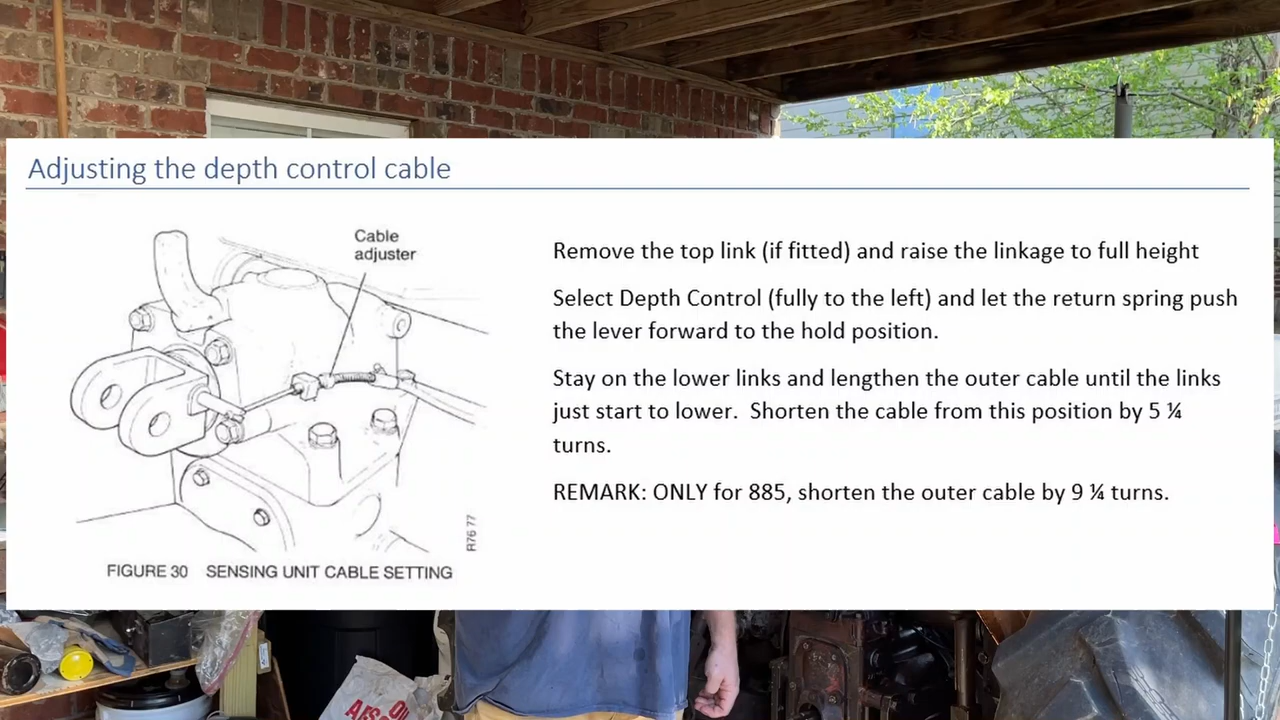 Adjusting the depth control cable
Cable
adjuster
R76 77
FIGURE 30 SENSING UNIT CABLE SETTING
Remove the top link (if fitted) and raise the linkage to full height
Select Depth Control (fully to the left) and let the return spring push
the lever forward to the hold position.
Stay on the lower links and lengthen the outer cable until the links
just start to lower. Shorten the cable from this position by 5 ¼
turns.
REMARK: ONLY for 885, shorten the outer cable by 9 ¼ turns.